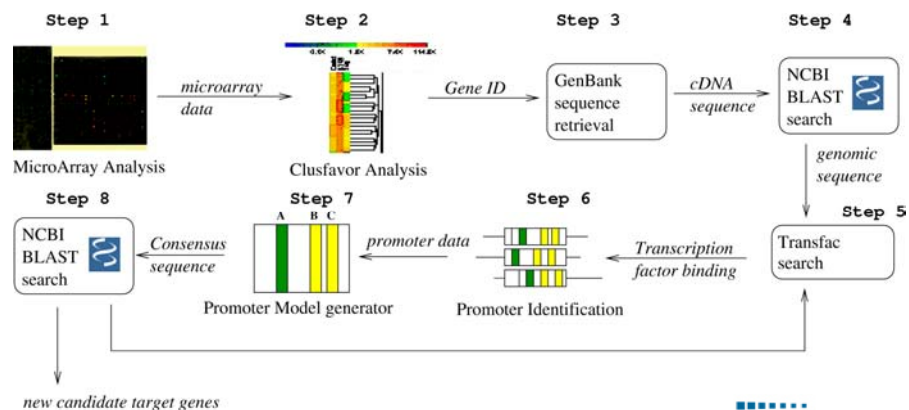 Step 1
Step 2
Step 3
Step 4
microarray
data
Gene ID
GenBank
sequence
retrieval
cDNA
sequence
NCBI
BLAST
search
MicroArray Analysis
Clusfavor Analysis
genomic
sequence
Step 8
Step 7
Step 6
Step 5
NCBI
BLAST
search
Consensus
sequence
A B C
promoter data
Transcription
factor binding
Transfac
search
Promoter Model generator
Promoter Identification
new candidate target genes